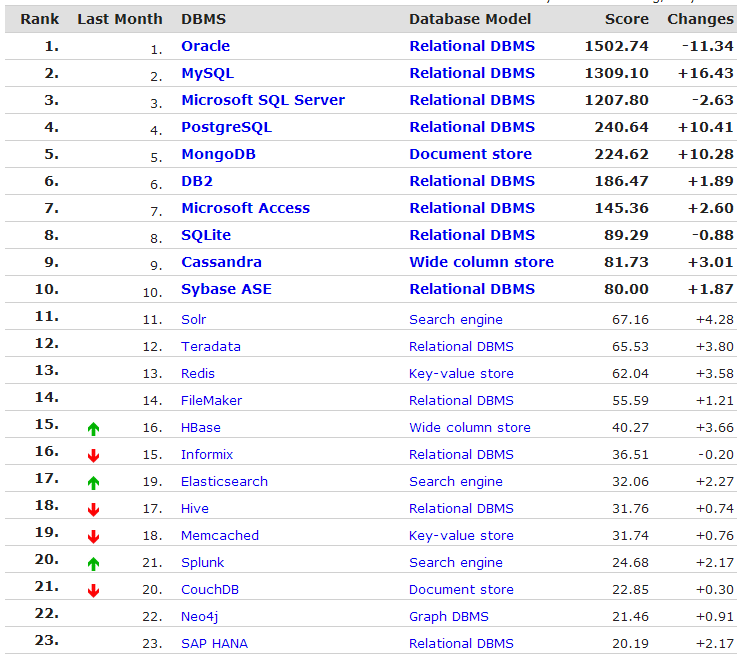 Rank Last Month DBMS Database Model Score Changes
1. 1. Oracle Relational DBMS 1502.74 -11.34
2. 2. MySQL Relational DBMS 1309.10 +16.43
3. 3. Microsoft SQL Server Relational DBMS 1207.80 -2.63
4. 4. PostgreSQL Relational DBMS 240.64 +10.41
5. 5. MongoDB Document store 224.62 +10.28
6. 6. DB2 Relational DBMS 186.47 +1.89
7. 7. Microsoft Access Relational DBMS 145.36 +2.60
8. 8. SQLite Relational DBMS 89.29 -0.88
9. 9. Cassandra Wide column store 81.73 +3.01
10. 10. Sybase ASE Relational DBMS 80.00 +1.87
11. 11. Solr Search engine 67.16 +4.28
12. 12. Teradata Relational DBMS 65.53 +3.80
13. 13. Redis Key-value store 62.04 +3.58
14. 14. FileMaker Relational DBMS 55.59 +1.21
15. 16. HBase Wide column store 40.27 +3.66
16. 15. Informix Relational DBMS 36.51 -0.20
17. 19. Elasticsearch Search engine 32.06 +2.27
18. 17. Hive Relational DBMS 31.76 +0.74
19. 18. Memcached Key-value store 31.74 +0.76
20. 21. Splunk Search engine 24.68 +2.17
21. 20. CouchDB Document store 22.85 +0.30
22. 22. Neo4j Graph DBMS 21.46 +0.91
23. 23. SAP HANA Relational DBMS 20.19 +2.17